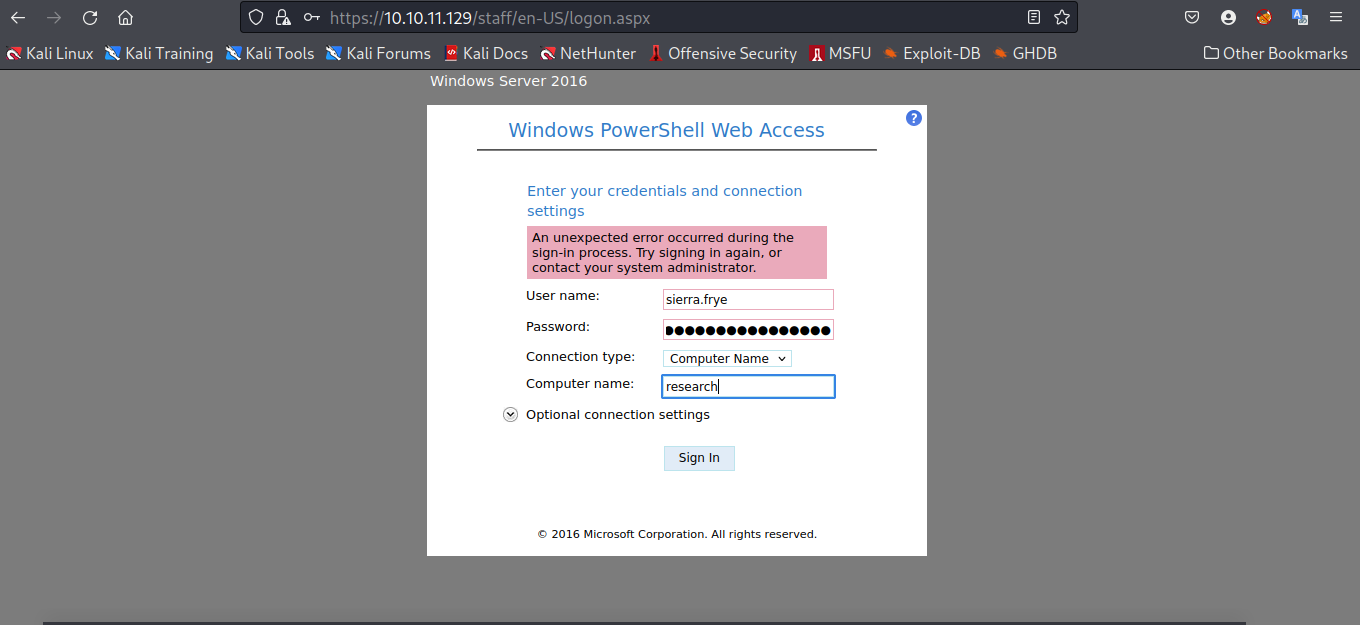 https://10.10.11.129/staff/en-US/logon.aspx
Kali Linux Kali Training Kali Tools Kali Forums Kali Docs NetHunter Offensive Security MSFU Exploit-DB GHDB Other Bookmarks
Windows Server 2016
?
Windows PowerShell Web Access
Enter your credentials and connection
settings
An unexpected error occurred during the
sign-in process. Try signing in again, or
contact your system administrator.
User name: sierra.frye
Password: ●●●●●●●●●●●●●●●●
Connection type: Computer Name
Computer name: research
Optional connection settings
Sign In
© 2016 Microsoft Corporation. All rights reserved.